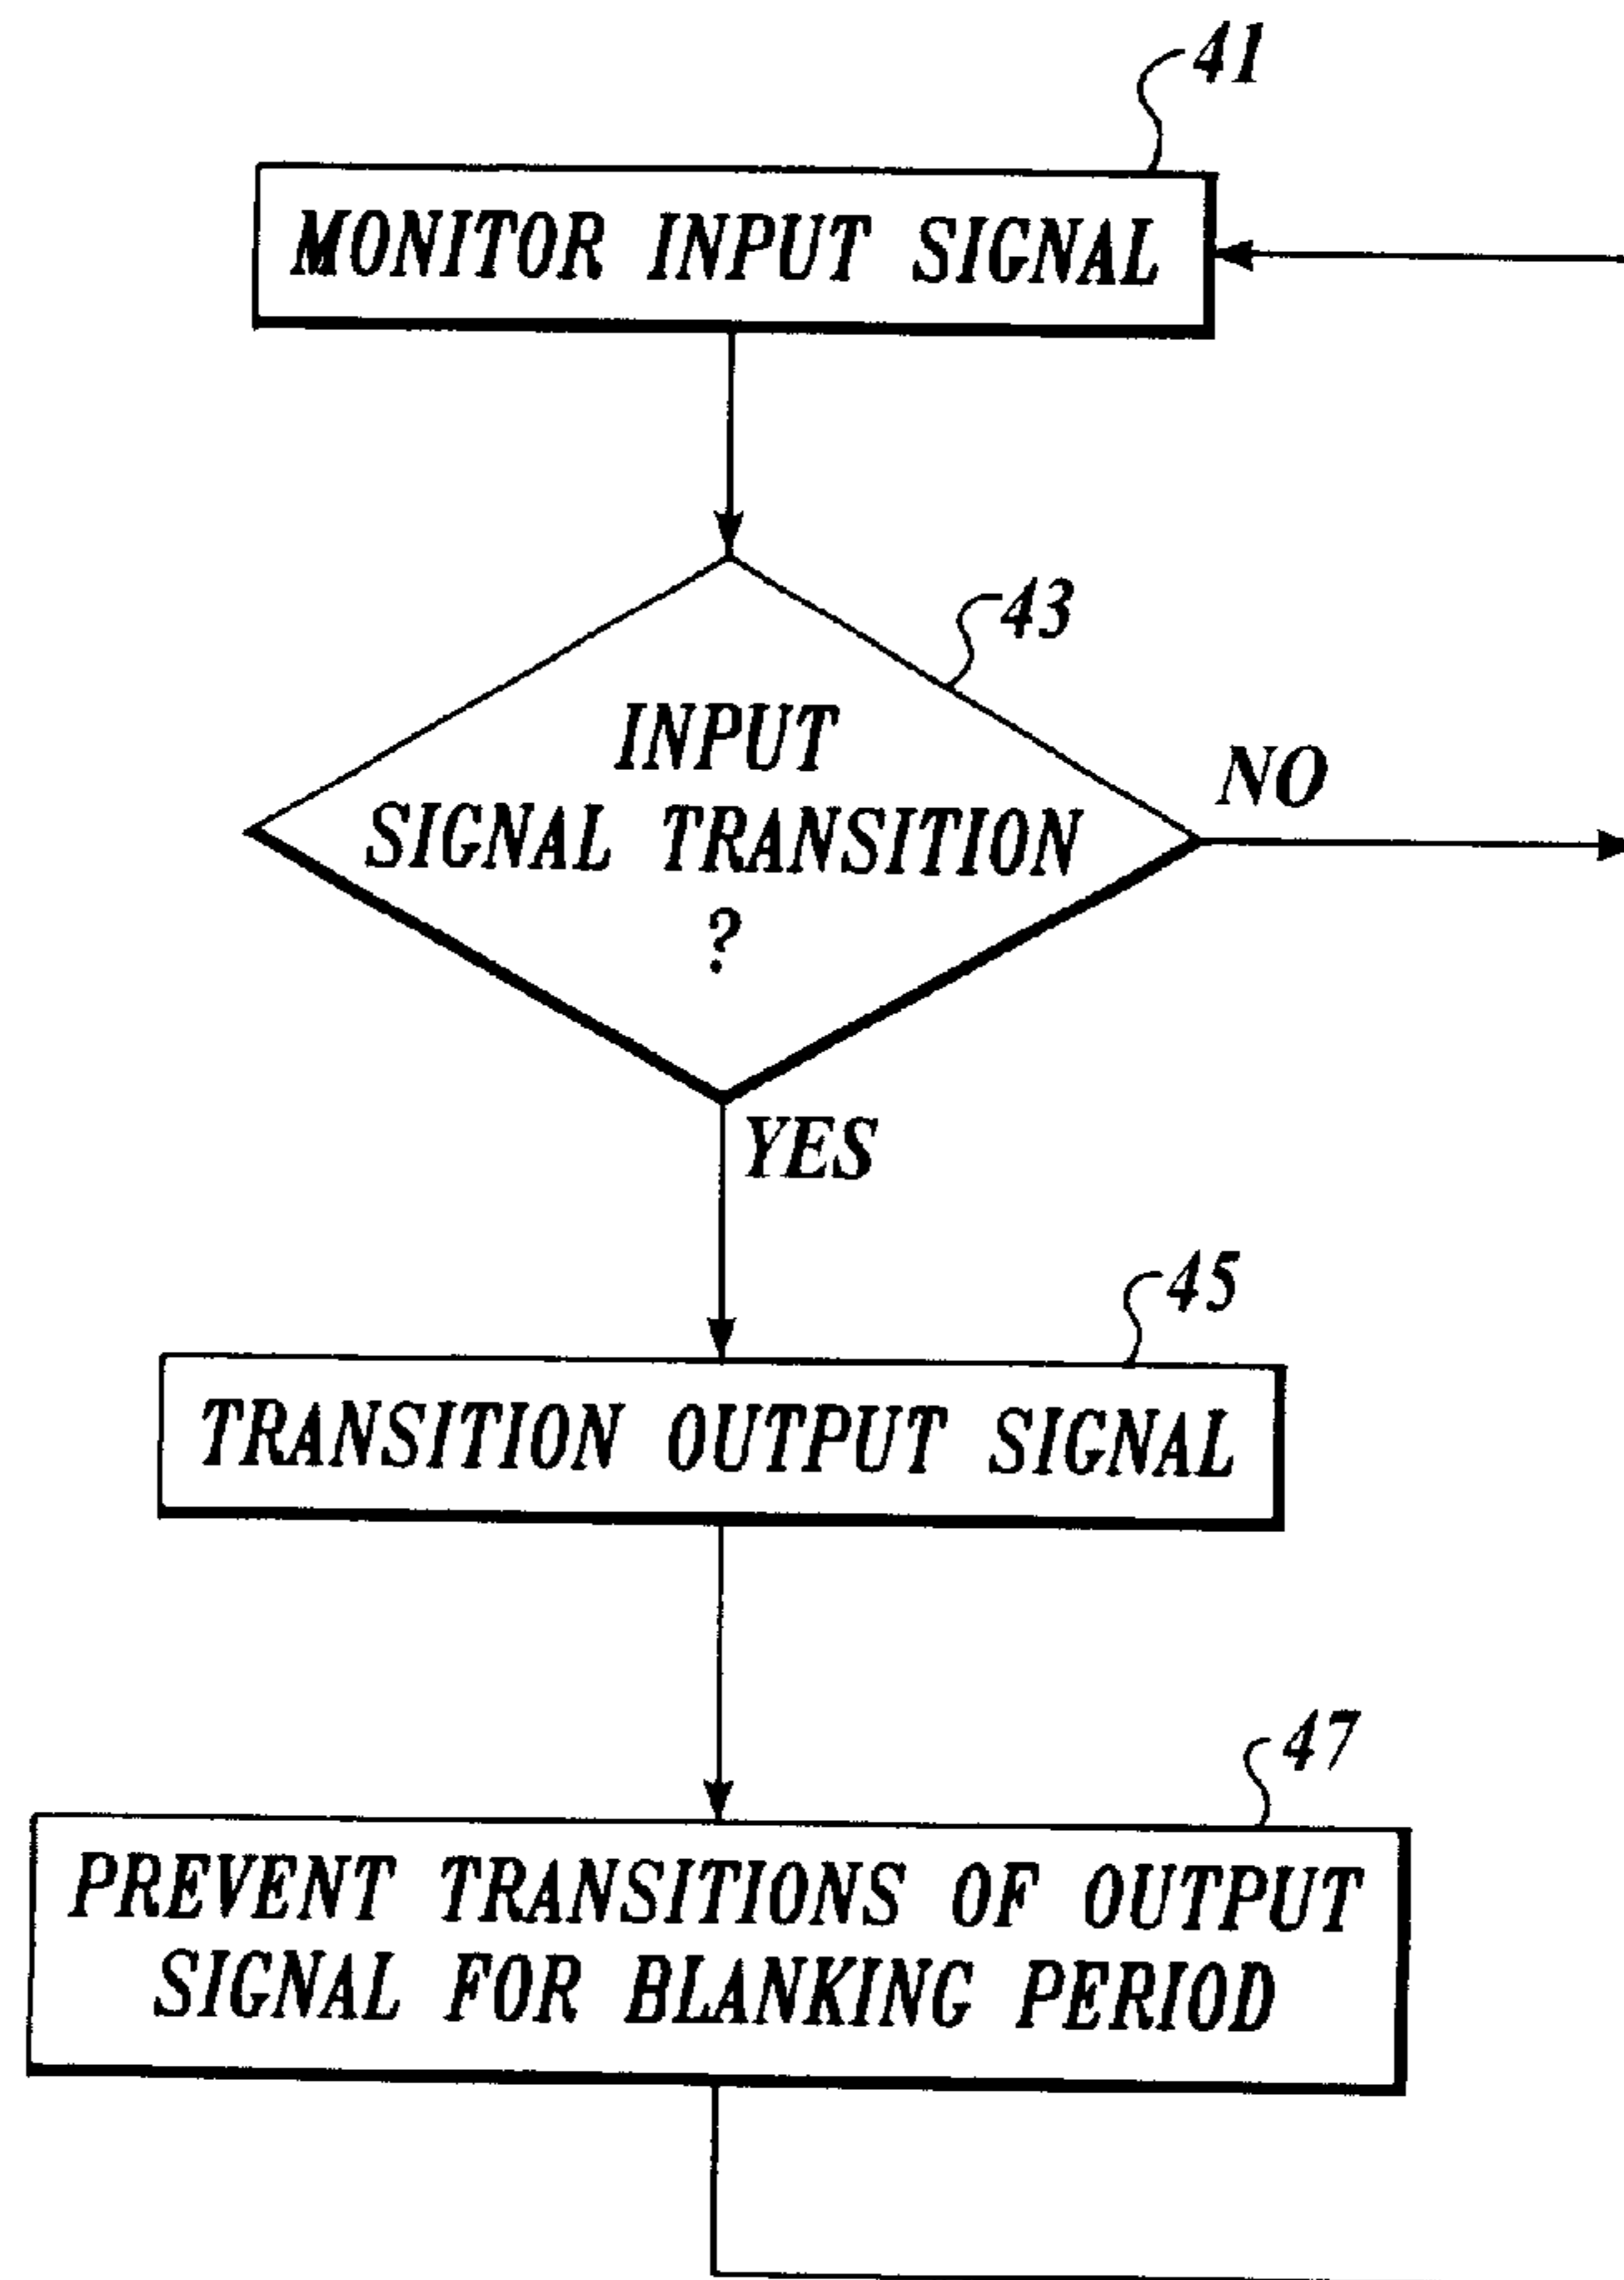 41
MONITOR INPUT SIGNAL
43
INPUT
SIGNAL TRANSITION
?
NO
YES
45
TRANSITION OUTPUT SIGNAL
47
PREVENT TRANSITIONS OF OUTPUT
SIGNAL FOR BLANKING PERIOD